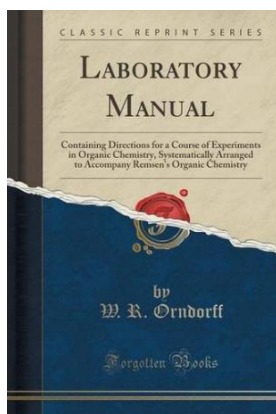 CLASSIC REPRINT SERIES
LABORATORY
MANUAL
Containing Directions for a Course of Experiments
in Organic Chemistry, Systematically Arranged
to Accompany Remsen's Organic Chemistry
by
W. R. Orndorff
Forgotten Books